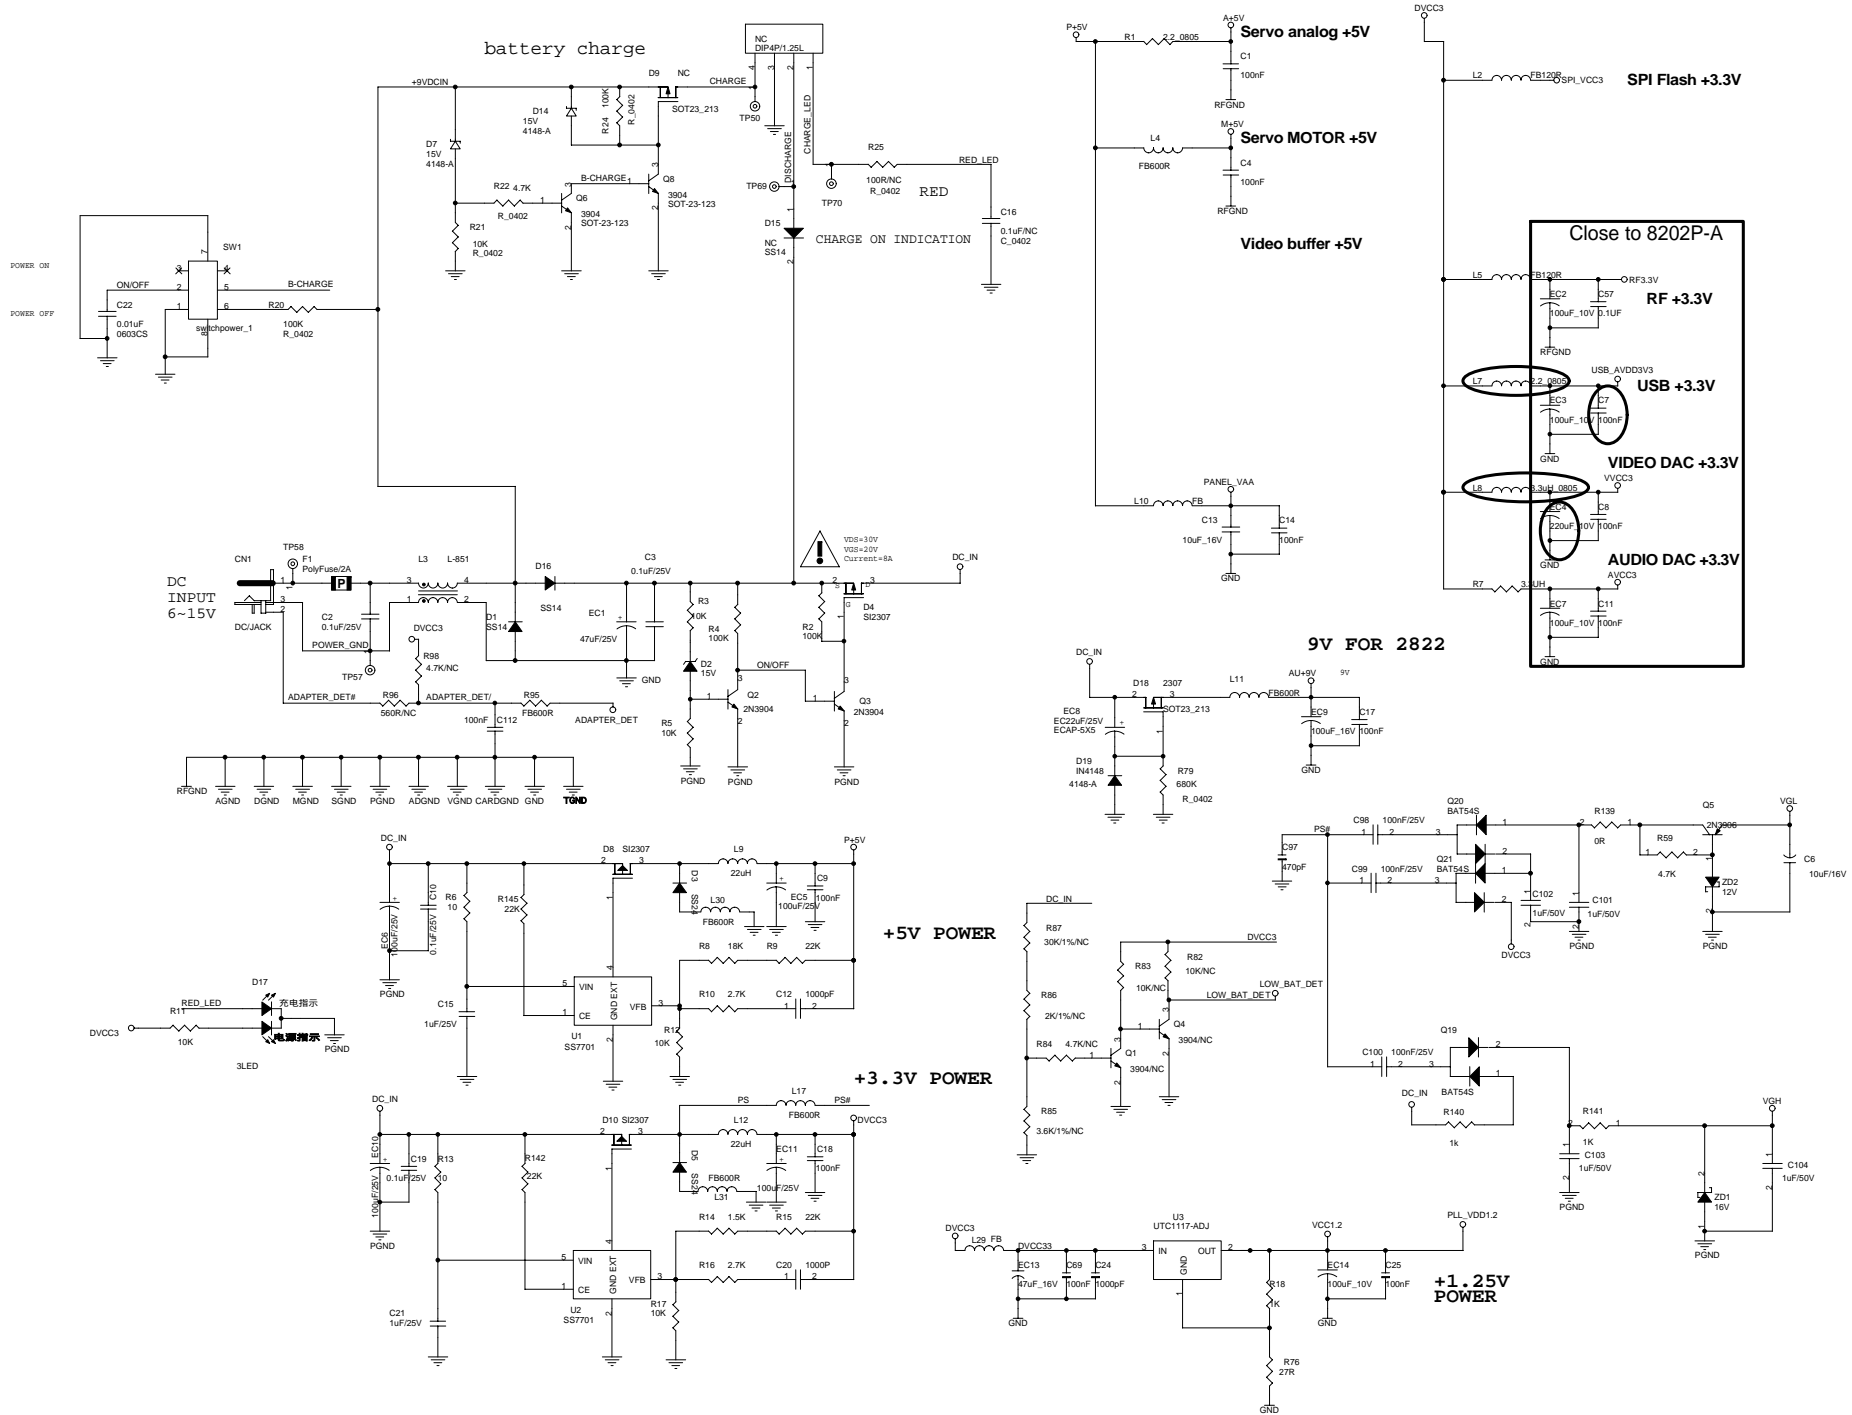 battery charge
NC
DIP4P/1.25L
4
3
2
1
+9VDCIN
D9
NC
CHARGE
SOT23_213
TP50
D14
15V
4148-A
R24
100K
R_0402
D7
15V
4148-A
DISCHARGE
CHARGE_LED
R22
4.7K
R_0402
B-CHARGE
Q6
3904
SOT-23-123
Q8
3904
SOT-23-123
R21
10K
R_0402
TP69
TP70
R25
100R/NC
R_0402
RED_LED
RED
C16
0.1uF/NC
C_0402
D15
NC
SS14
CHARGE ON INDICATION
POWER ON
POWER OFF
SW1
ON/OFF
B-CHARGE
C22
0.01uF
0603CS
switchpower_1
R20
100K
R_0402
P+5V
R1
2.2_0805
A+5V
Servo analog +5V
C1
100nF
RFGND
L4
FB600R
M+5V
Servo MOTOR +5V
C4
100nF
RFGND
Video buffer +5V
L10
FB
PANEL_VAA
C13
10uF_16V
C14
100nF
GND
DVCC3
L2
FB120R
SPI_VCC3
SPI Flash +3.3V
Close to 8202P-A
L5
FB120R
RF3.3V
EC2
100uF_10V
C57
0.1UF
RF +3.3V
RFGND
L7
2.2_0805
USB_AVDD3V3
USB +3.3V
EC3
100uF_10V
C7
100nF
GND
VIDEO DAC +3.3V
L8
3.3uH_0805
VVCC3
EC4
220uF_10V
C8
100nF
GND
AUDIO DAC +3.3V
R7
3.3UH
AVCC3
EC7
100uF_10V
C11
100nF
GND
DC
INPUT
6~15V
CN1
DC/JACK
TP58
F1
PolyFuse/2A
P
L3
L-851
C2
0.1uF/25V
POWER_GND
TP57
D16
SS14
D1
SS14
C3
0.1uF/25V
EC1
47uF/25V
GND
DVCC3
R98
4.7K/NC
ADAPTER_DET#
R96
560R/NC
ADAPTER_DET/
R95
FB600R
ADAPTER_DET
100nF
C112
VDS=30V
VGS=20V
Current=8A
DC_IN
R3
10K
R4
100K
R2
100K
S
D
G
D4
SI2307
D2
15V
ON/OFF
Q2
2N3904
Q3
2N3904
R5
10K
PGND
PGND
PGND
RFGND
AGND
DGND
MGND
SGND
PGND
ADGND
VGND
CARDGND
GND
TGND
9V FOR 2822
DC_IN
D18
2307
SOT23_213
L11
FB600R
AU+9V
9V
EC8
EC22uF/25V
ECAP-5X5
EC9
100uF_16V
C17
100nF
GND
D19
IN4148
4148-A
R79
680K
R_0402
DC_IN
D8
SI2307
L9
22uH
P+5V
EC6
100uF/25V
C10
0.1uF/25V
R6
10
R145
22K
D3
SS24
L30
FB600R
EC5
100uF/25V
C9
100nF
+5V POWER
PGND
R8
18K
R9
22K
R10
2.7K
C12
1000pF
C15
1uF/25V
VIN
CE
GND
EXT
VFB
U1
SS7701
R12
10K
D17
RED_LED
充电指示
R11
10K
DVCC3
电源指示
3LED
PGND
+3.3V POWER
DC_IN
D10
SI2307
PS
L17
FB600R
PS#
DVCC3
L12
22uH
EC10
100uF/25V
C19
0.1uF/25V
R13
10
R142
22K
D5
SS24
FB600R
L31
EC11
100uF/25V
C18
100nF
PGND
R14
1.5K
R15
22K
R16
2.7K
C20
1000P
C21
1uF/25V
VIN
CE
GND
EXT
VFB
U2
SS7701
R17
10K
DC_IN
R87
30K/1%/NC
R86
2K/1%/NC
R84
4.7K/NC
R85
3.6K/1%/NC
R83
10K/NC
R82
10K/NC
DVCC3
LOW_BAT_DET
LOW_BAT_DET
Q4
3904/NC
Q1
3904/NC
PS#
C97
470pF
C98
100nF/25V
C99
100nF/25V
Q20
BAT54S
Q21
BAT54S
C102
1uF/50V
DVCC3
C101
1uF/50V
PGND
R139
0R
R59
4.7K
Q5
2N3906
VGL
ZD2
12V
C6
10uF/16V
PGND
C100
100nF/25V
Q19
BAT54S
DC_IN
R140
1k
R141
1K
C103
1uF/50V
PGND
VGH
ZD1
16V
C104
1uF/50V
PGND
DVCC3
L29
FB
DVCC33
EC13
47uF_16V
C69
100nF
C24
1000pF
GND
U3
UTC1117-ADJ
IN
OUT
GND
R18
1K
R76
27R
GND
VCC1.2
EC14
100uF_10V
C25
100nF
GND
PLL_VDD1.2
+1.25V
POWER